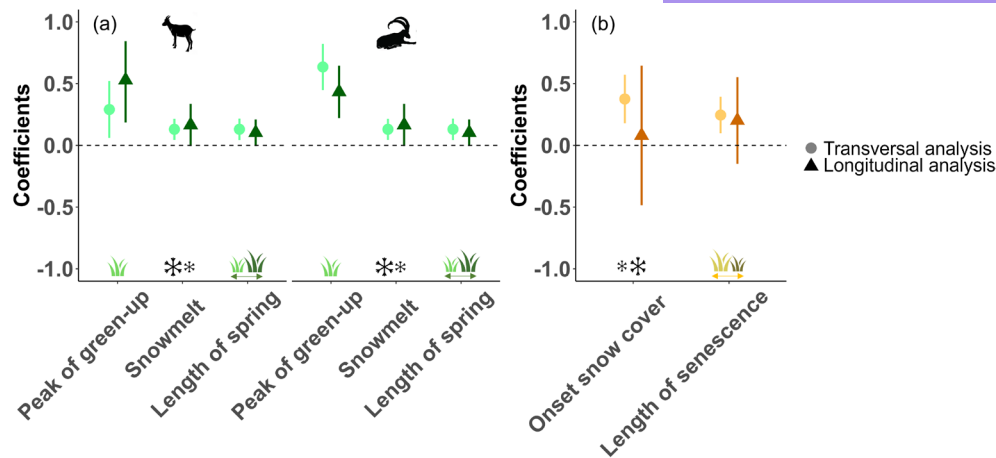 (a)
(b)
Coefficients
1.0
0.5
0.0
-0.5
-1.0
Peak of green-up
Snowmelt
Length of spring
Peak of green-up
Snowmelt
Length of spring
Coefficients
1.0
0.5
0.0
-0.5
-1.0
Onset snow cover
Length of senescence
Transversal analysis
Longitudinal analysis